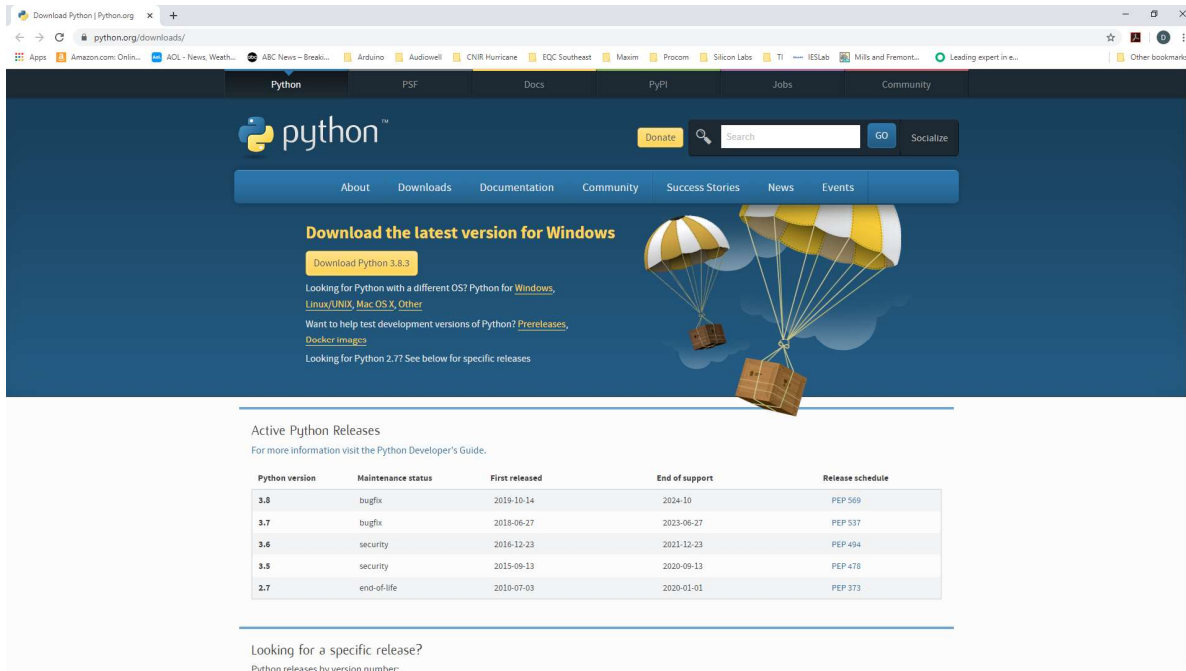 Download Python | Python.org
python.org/downloads/
Apps Amazon.com: Onlin... AOL - News, Weath... ABC News – Breaki... Arduino Audiowell CNIR Hurricane EQC Southeast Maxim Procom Silicon Labs TI IESLab Mills and Fremont... Leading expert in e... Other bookmarks
Python PSF Docs PyPI Jobs Community
python™
Donate Search GO Socialize
About Downloads Documentation Community Success Stories News Events
Download the latest version for Windows
Download Python 3.8.3
Looking for Python with a different OS? Python for Windows,
Linux/UNIX, Mac OS X, Other
Want to help test development versions of Python? Prereleases,
Docker images
Looking for Python 2.7? See below for specific releases
Active Python Releases
For more information visit the Python Developer's Guide.
Python version Maintenance status First released End of support Release schedule
3.8 bugfix 2019-10-14 2024-10 PEP 569
3.7 bugfix 2018-06-27 2023-06-27 PEP 537
3.6 security 2016-12-23 2021-12-23 PEP 494
3.5 security 2015-09-13 2020-09-13 PEP 478
2.7 end-of-life 2010-07-03 2020-01-01 PEP 373
Looking for a specific release?
Python releases by version number: